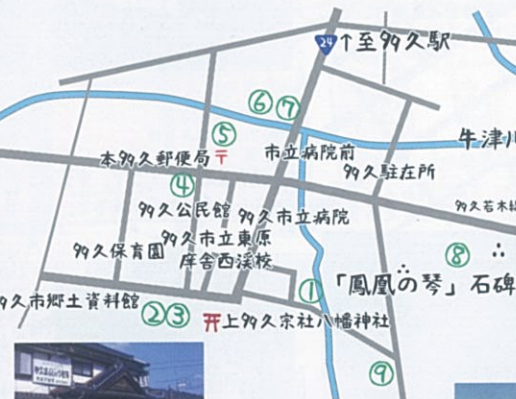 24 ↑至多久駅
⑥⑦
⑤
牛津川
本多久郵便局 〒
市立病院前
多久駐在所
④
多久公民館
多久市立病院
多久若木線
多久保育園
多久市立東原
庠舎西渓校
⑧
「鳳凰の琴」石碑
①
多久市郷土資料館
②③
上多久宗社八幡神社
⑨